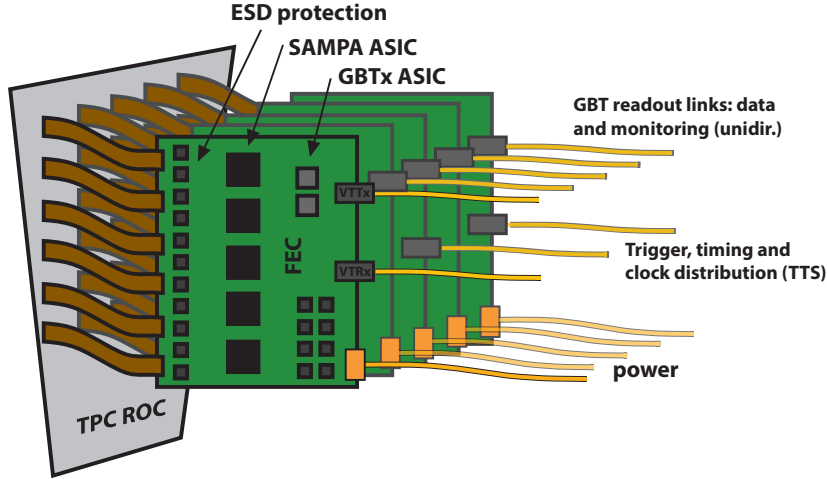 ESD protection
SAMPA ASIC
GBTx ASIC
GBT readout links: data
and monitoring (unidir.)
VTTx
FEC
VTRx
Trigger, timing and
clock distribution (TTS)
power
TPC ROC